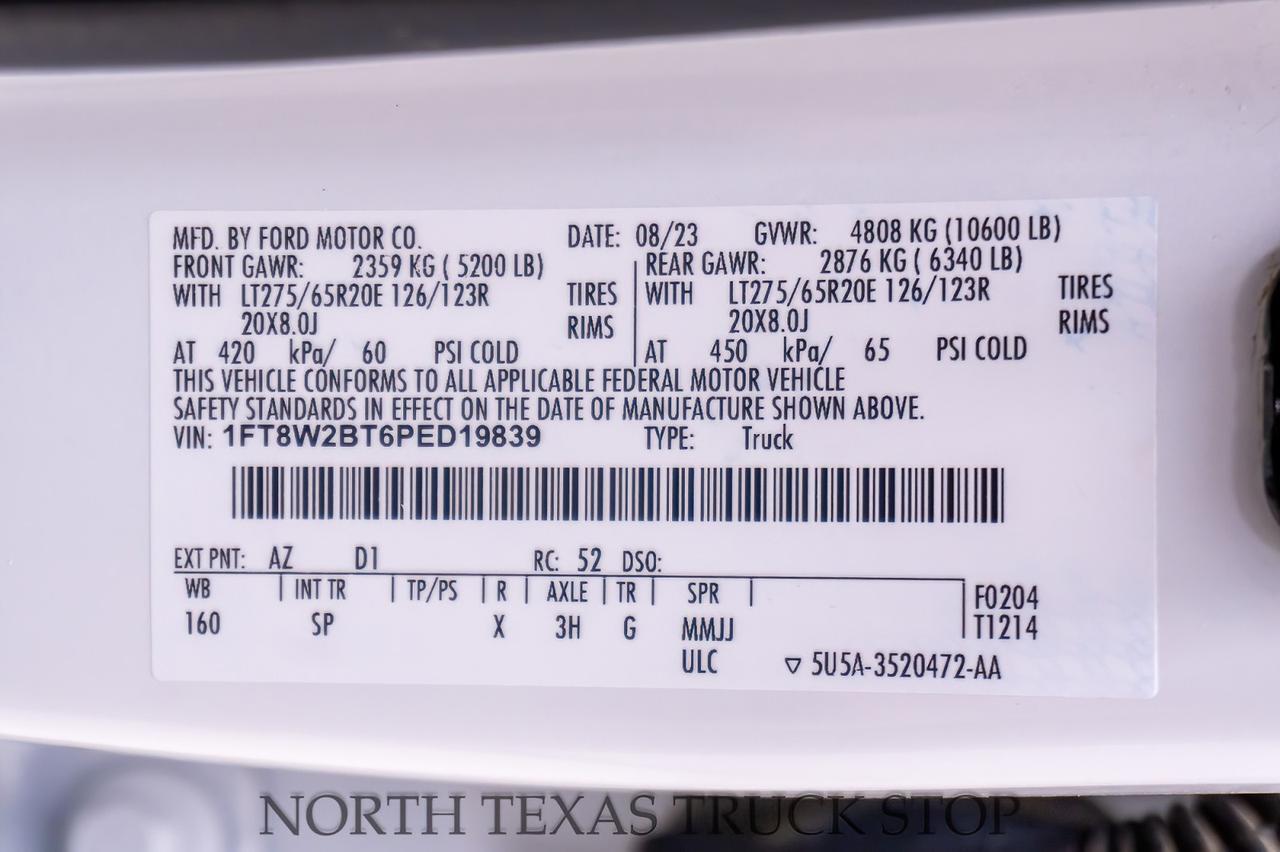 MFD. BY FORD MOTOR CO. DATE: 08/23 GVWR: 4808 KG (10600 LB)
FRONT GAWR: 2359 KG ( 5200 LB) REAR GAWR: 2876 KG ( 6340 LB)
WITH LT275/65R20E 126/123R TIRES WITH LT275/65R20E 126/123R TIRES
20X8.0J RIMS 20X8.0J RIMS
AT 420 kPa/ 60 PSI COLD AT 450 kPa/ 65 PSI COLD
THIS VEHICLE CONFORMS TO ALL APPLICABLE FEDERAL MOTOR VEHICLE
SAFETY STANDARDS IN EFFECT ON THE DATE OF MANUFACTURE SHOWN ABOVE.
VIN: 1FT8W2BT6PED19839 TYPE: Truck
EXT PNT: AZ D1 RC: 52 DSO:
WB INT TR TP/PS R AXLE TR SPR F0204
160 SP X 3H G MMJJ T1214
ULC ▽ 5U5A-3520472-AA
NORTH TEXAS TRUCK STOP